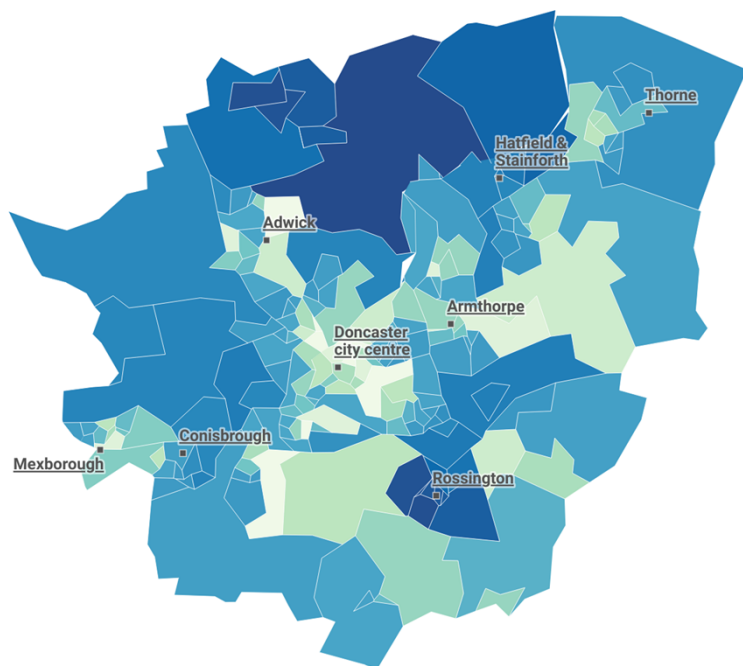 Thorne
Hatfield &
Stainforth
Adwick
Armthorpe
Doncaster
city centre
Conisbrough
Mexborough
Rossington